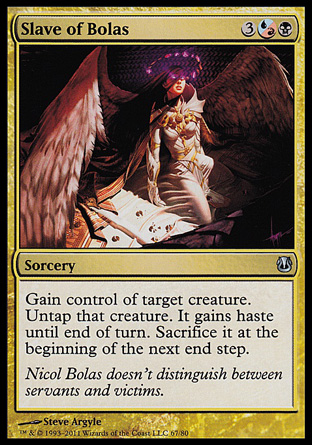 Slave of Bolas 3
Sorcery
Gain control of target creature.
Untap that creature. It gains haste
until end of turn. Sacrifice it at the
beginning of the next end step.
Nicol Bolas doesn't distinguish between
servants and victims.
Steve Argyle
™ & © 1993–2011 Wizards of the Coast LLC 67/80